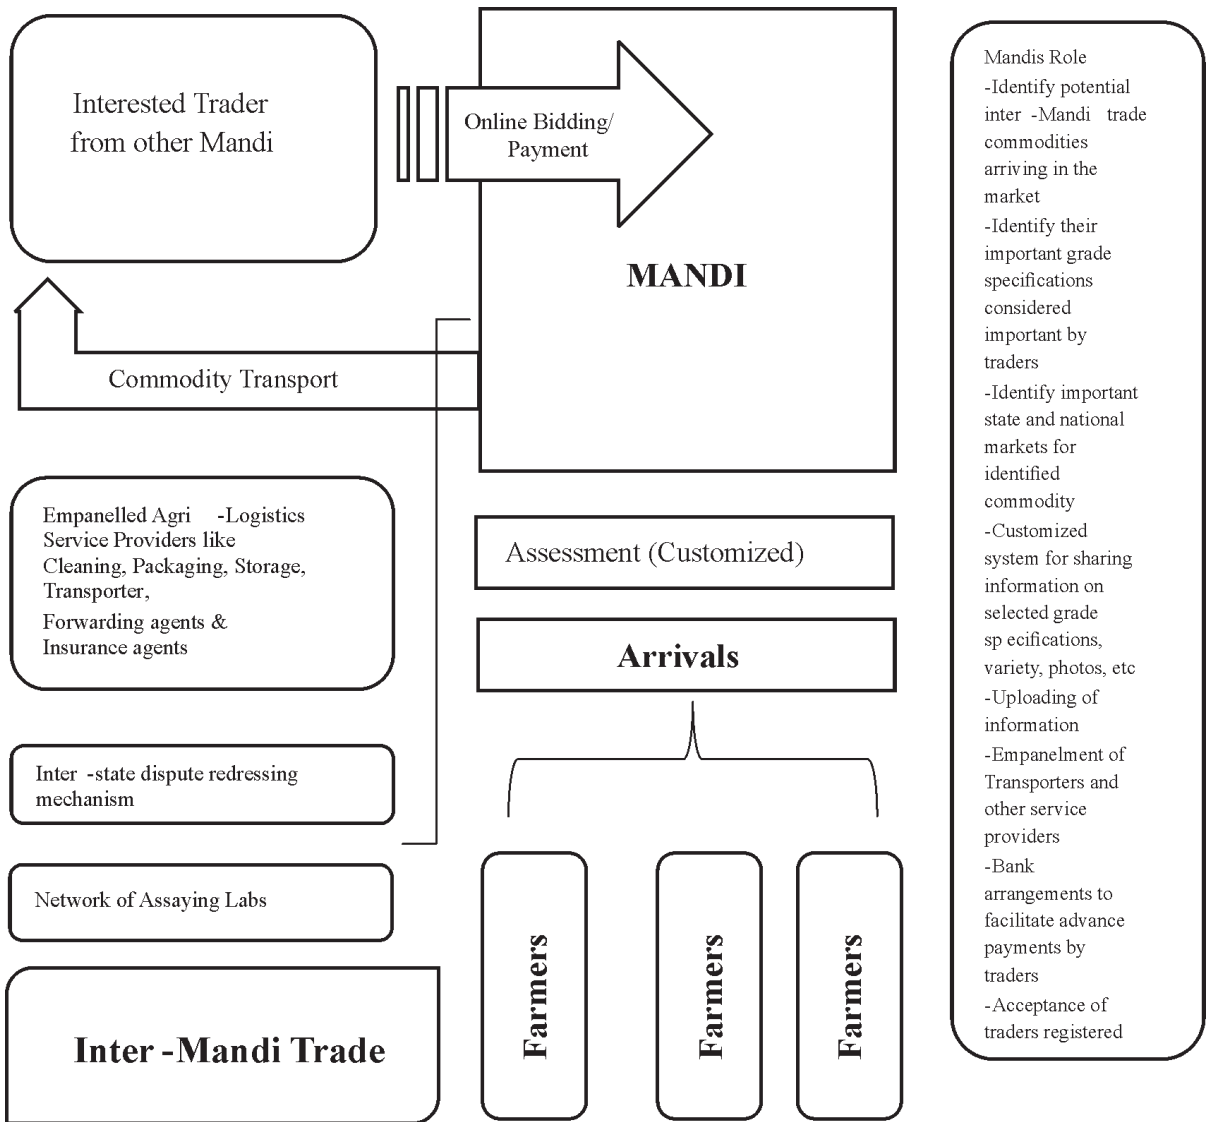 Interested Trader
from other Mandi
Online Bidding/
Payment
MANDI
Commodity Transport
Empanelled Agri -Logistics
Service Providers like
Cleaning, Packaging, Storage,
Transporter,
Forwarding agents &
Insurance agents
Inter -state dispute redressing
mechanism
Network of Assaying Labs
Inter -Mandi Trade
Assessment (Customized)
Arrivals
Farmers
Farmers
Farmers
Mandis Role
-Identify potential
inter -Mandi trade
commodities
arriving in the
market
-Identify their
important grade
specifications
considered
important by
traders
-Identify important
state and national
markets for
identified
commodity
-Customized
system for sharing
information on
selected grade
sp ecifications,
variety, photos, etc
-Uploading of
information
-Empanelment of
Transporters and
other service
providers
-Bank
arrangements to
facilitate advance
payments by
traders
-Acceptance of
traders registered